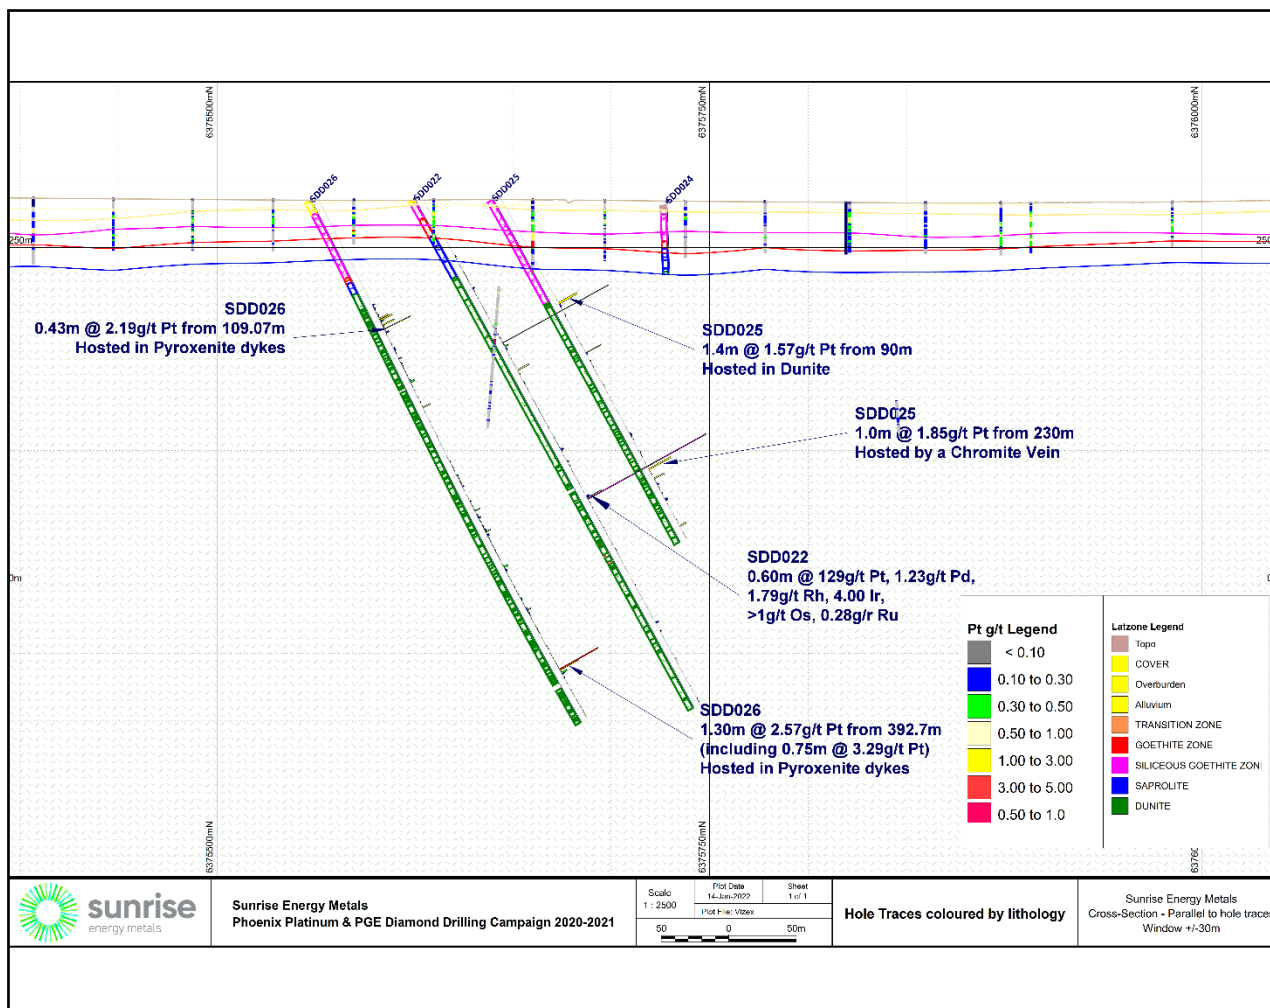 6375500mN
6375750mN
6376000mN
SDD026
SDD022
SDD025
SDD024
250m
250
SDD026
0.43m @ 2.19g/t Pt from 109.07m
Hosted in Pyroxenite dykes
SDD025
1.4m @ 1.57g/t Pt from 90m
Hosted in Dunite
SDD025
1.0m @ 1.85g/t Pt from 230m
Hosted by a Chromite Vein
SDD022
0.60m @ 129g/t Pt, 1.23g/t Pd,
1.79g/t Rh, 4.00 Ir,
>1g/t Os, 0.28g/r Ru
0m
0
SDD026
1.30m @ 2.57g/t Pt from 392.7m
(including 0.75m @ 3.29g/t Pt)
Hosted in Pyroxenite dykes
Pt g/t Legend
< 0.10
0.10 to 0.30
0.30 to 0.50
0.50 to 1.00
1.00 to 3.00
3.00 to 5.00
0.50 to 1.0
Latzone Legend
Topo
COVER
Overburden
Alluvium
TRANSITION ZONE
GOETHITE ZONE
SILICEOUS GOETHITE ZONE
SAPROLITE
DUNITE
6375500mN
6375750mN
6376
sunrise
energy metals
Sunrise Energy Metals
Phoenix Platinum & PGE Diamond Drilling Campaign 2020-2021
Scale
1 : 2500
Plot Date
14-Jan-2022
Sheet
1 of 1
Plot File: Vizex
50 0 50m
Hole Traces coloured by lithology
Sunrise Energy Metals
Cross-Section - Parallel to hole traces
Window +/-30m